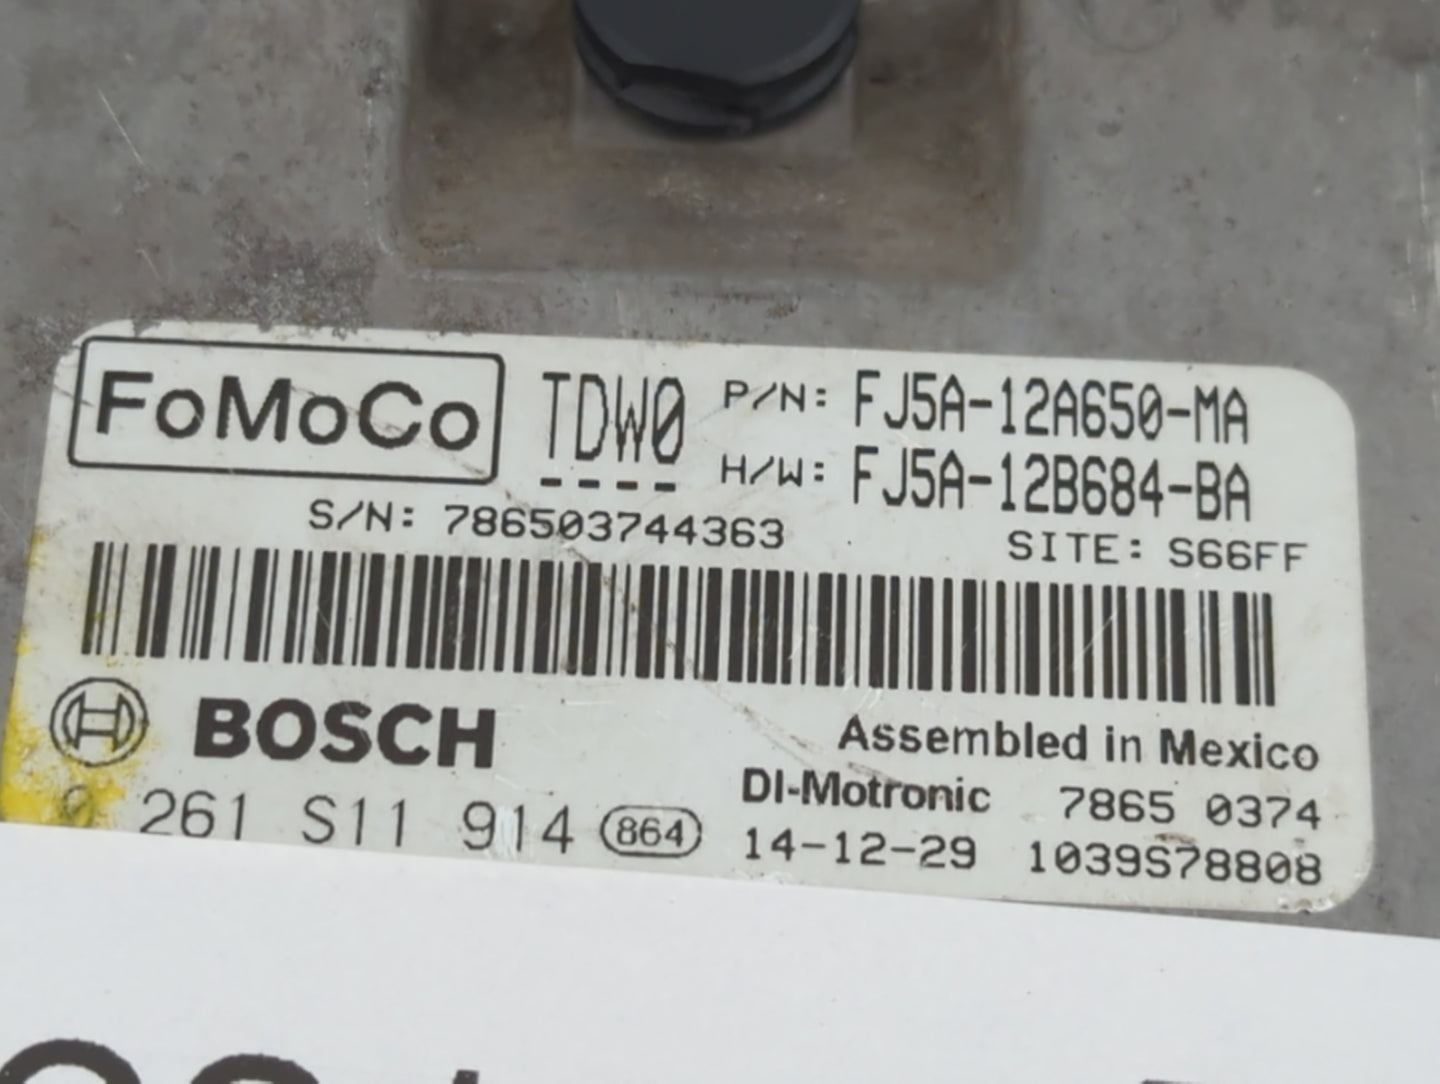 FoMoCo TDW0 P/N: FJ5A-12A650-MA
H/W: FJ5A-12B684-BA
S/N: 786503744363 SITE: S66FF
BOSCH Assembled in Mexico
DI-Motronic 7865 0374
0 261 S11 914 864 14-12-29 1039S78808